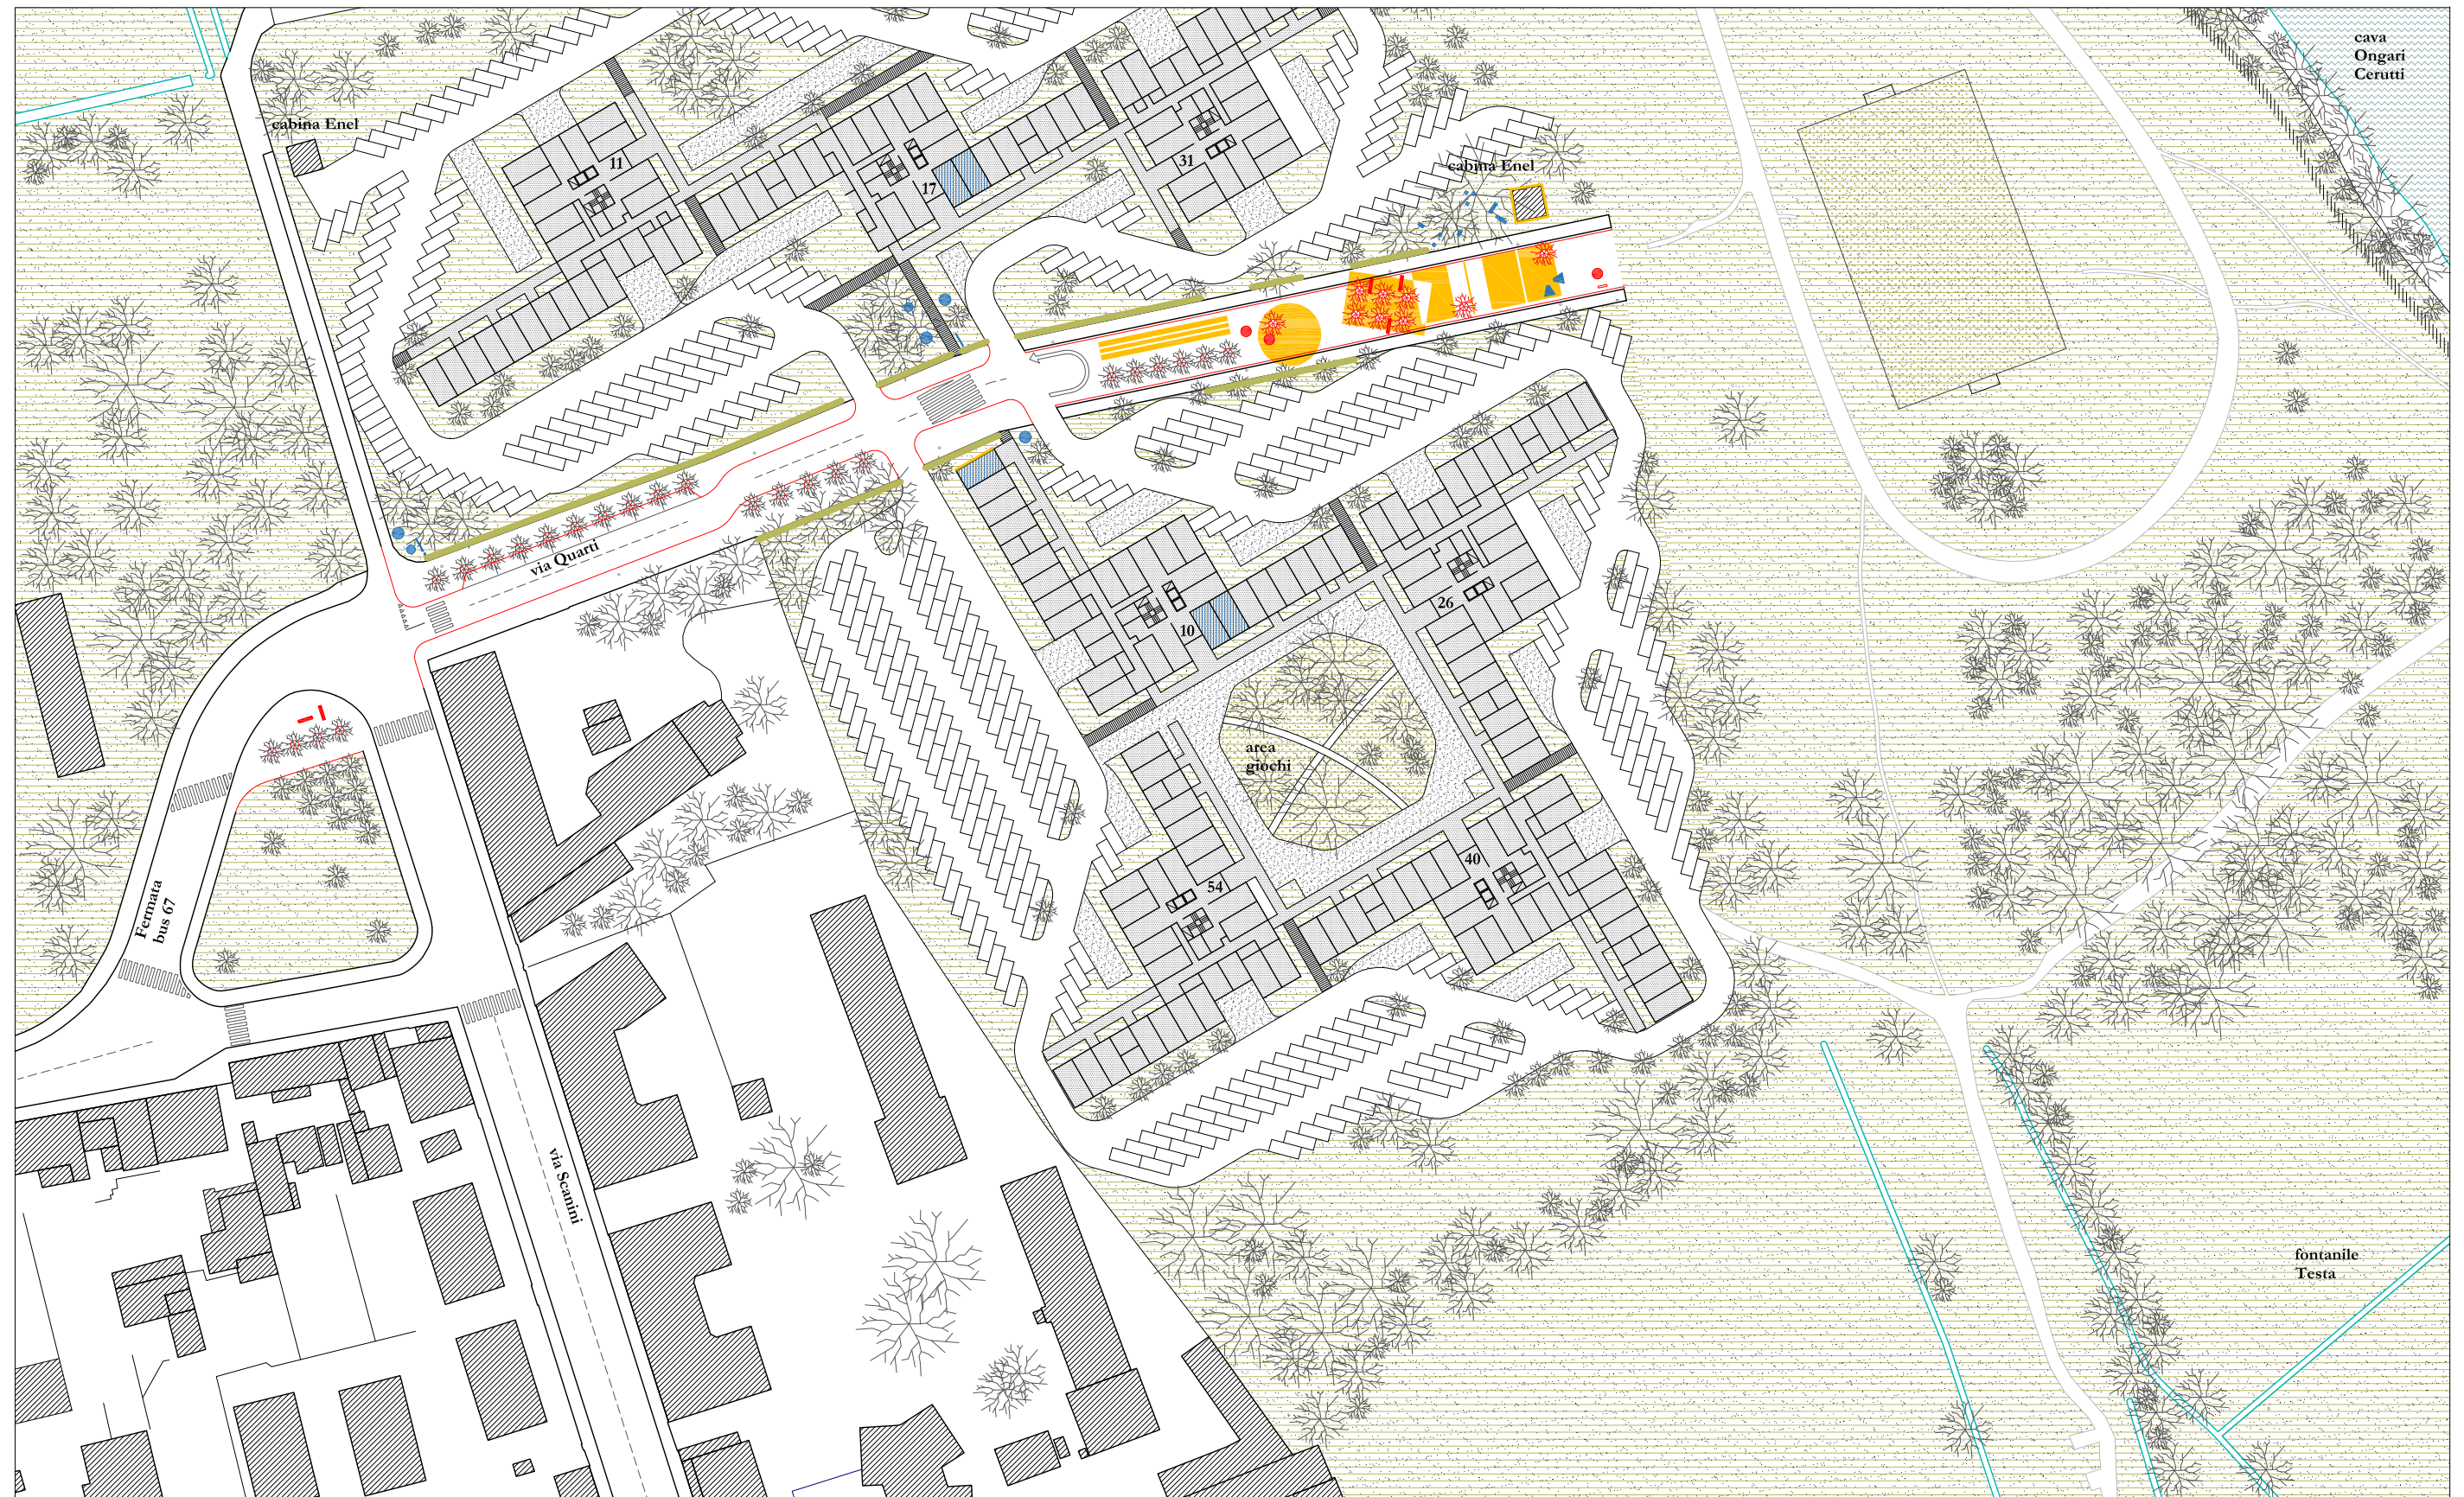 cava
Ongari
Cerutti
cabina Enel
11
31
cabina Enel
17
via Quarti
26
10
area
giochi
40
54
Fermata
bus 67
via Scanini
fontanile
Testa